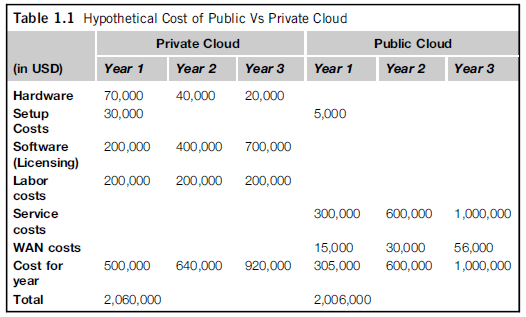 Table 1.1 Hypothetical Cost of Public Vs Private Cloud
Private Cloud Public Cloud
(in USD) Year 1 Year 2 Year 3 Year 1 Year 2 Year 3
Hardware 70,000 40,000 20,000
Setup 30,000 5,000
Costs
Software 200,000 400,000 700,000
(Licensing)
Labor 200,000 200,000 200,000
costs
Service 300,000 600,000 1,000,000
costs
WAN costs 15,000 30,000 56,000
Cost for 500,000 640,000 920,000 305,000 600,000 1,000,000
year
Total 2,060,000 2,006,000